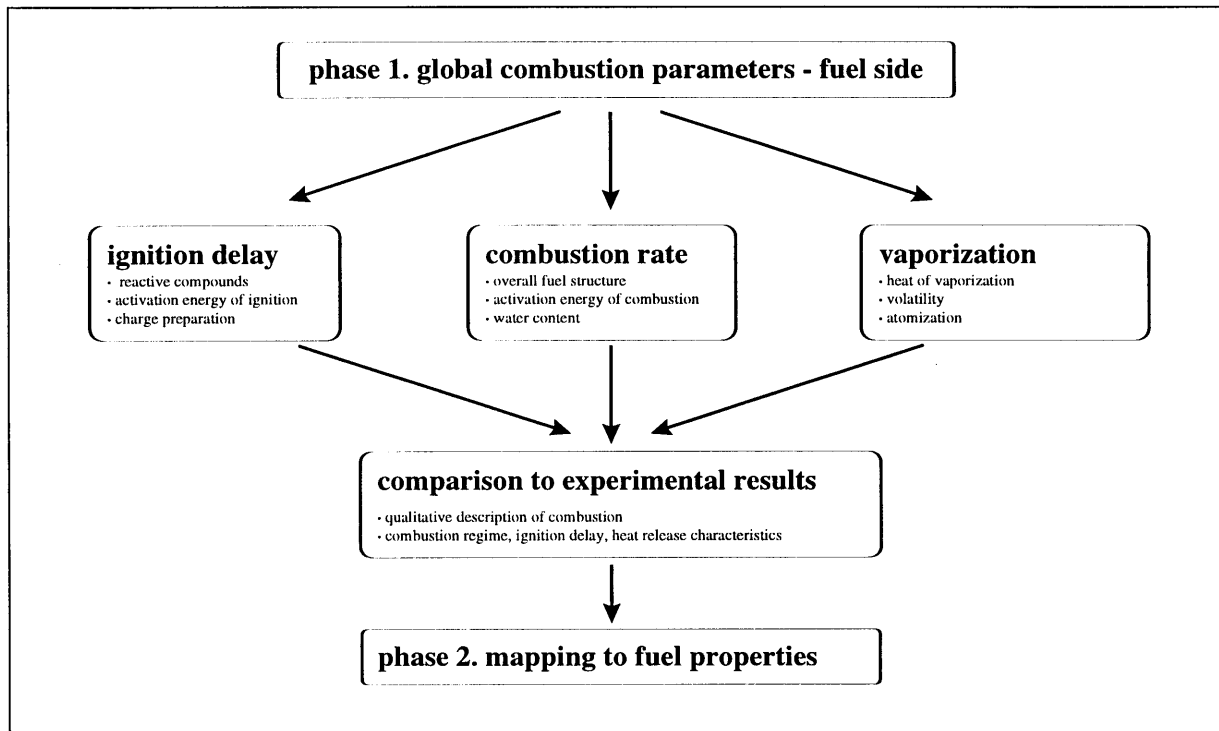 phase 1. global combustion parameters - fuel side
ignition delay
· reactive compounds
· activation energy of ignition
· charge preparation
combustion rate
· overall fuel structure
· activation energy of combustion
· water content
vaporization
· heat of vaporization
· volatility
· atomization
comparison to experimental results
· qualitative description of combustion
· combustion regime, ignition delay, heat release characteristics
phase 2. mapping to fuel properties